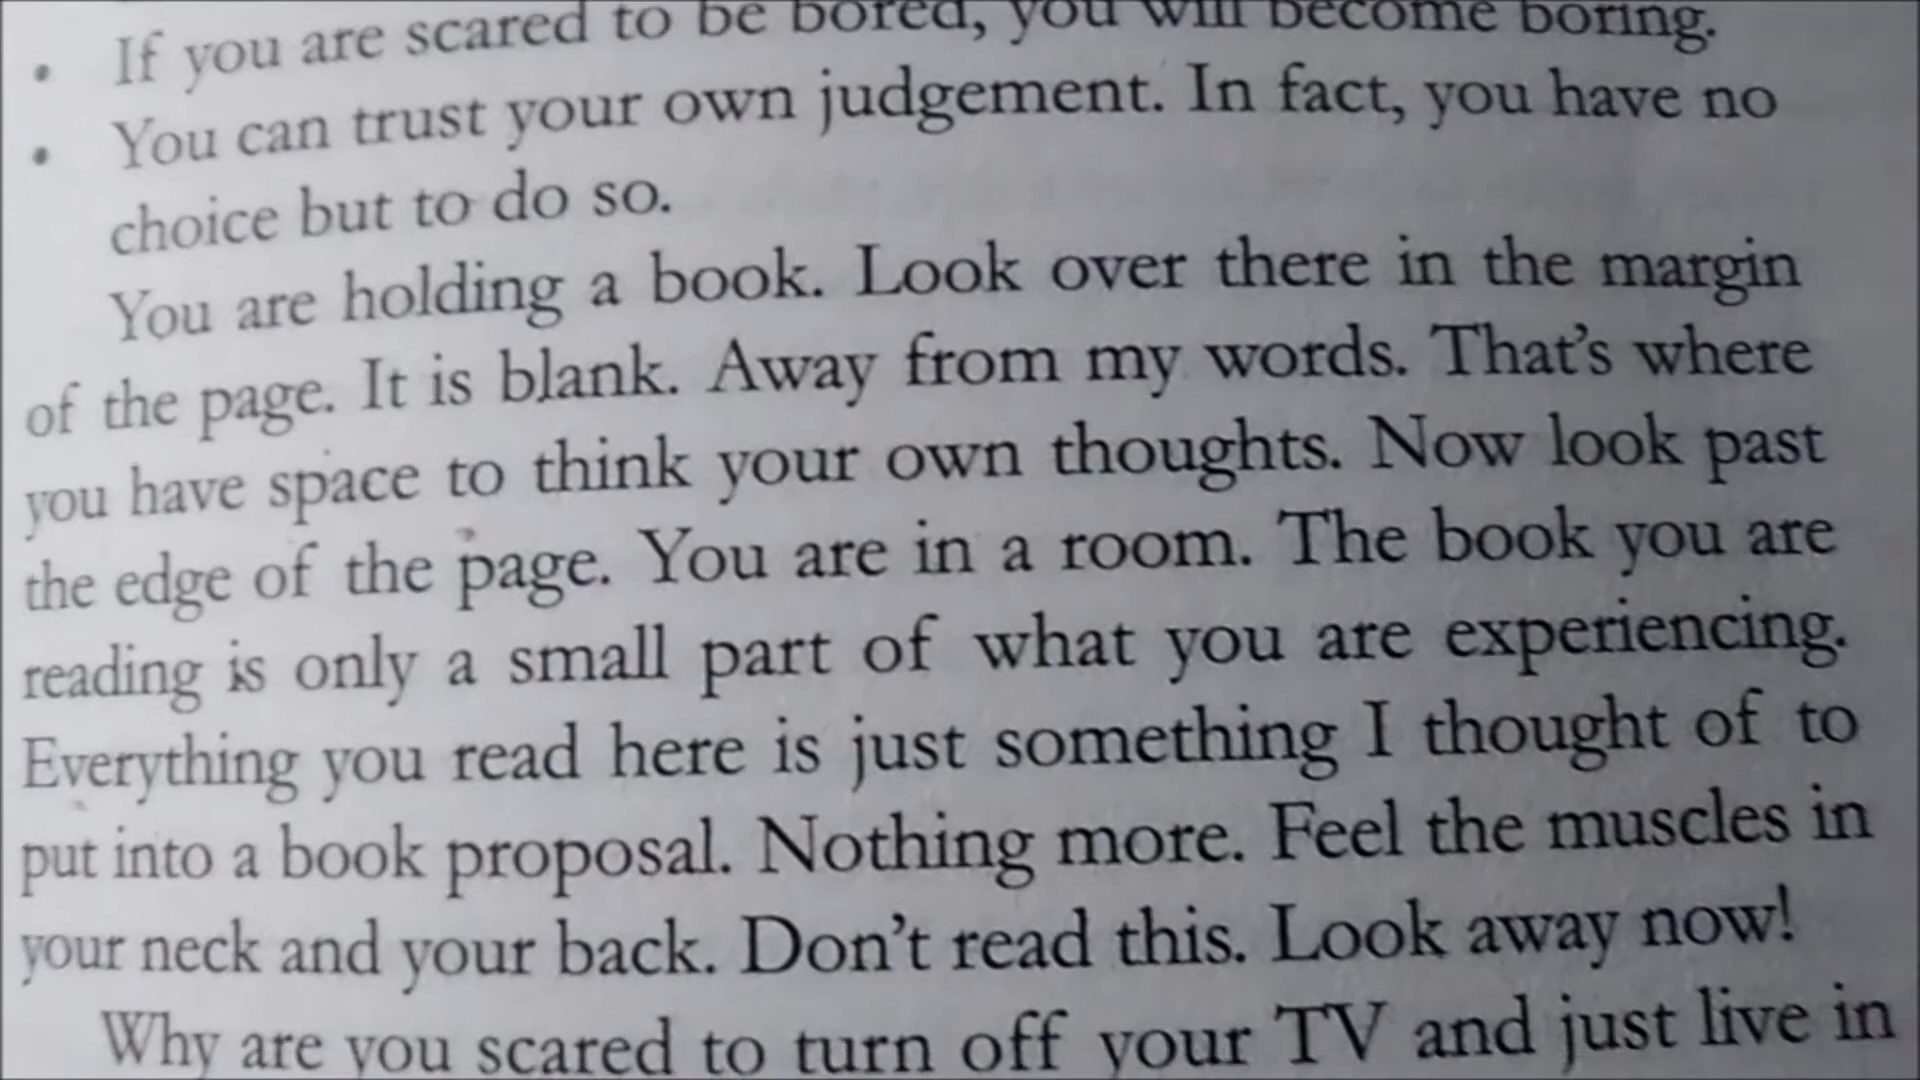 • If you are scared to be bored, you will become boring.
• You can trust your own judgement. In fact, you have no
choice but to do so.
You are holding a book. Look over there in the margin
of the page. It is blank. Away from my words. That’s where
you have space to think your own thoughts. Now look past
the edge of the page. You are in a room. The book you are
reading is only a small part of what you are experiencing.
Everything you read here is just something I thought of to
put into a book proposal. Nothing more. Feel the muscles in
your neck and your back. Don’t read this. Look away now!
Why are you scared to turn off your TV and just live in